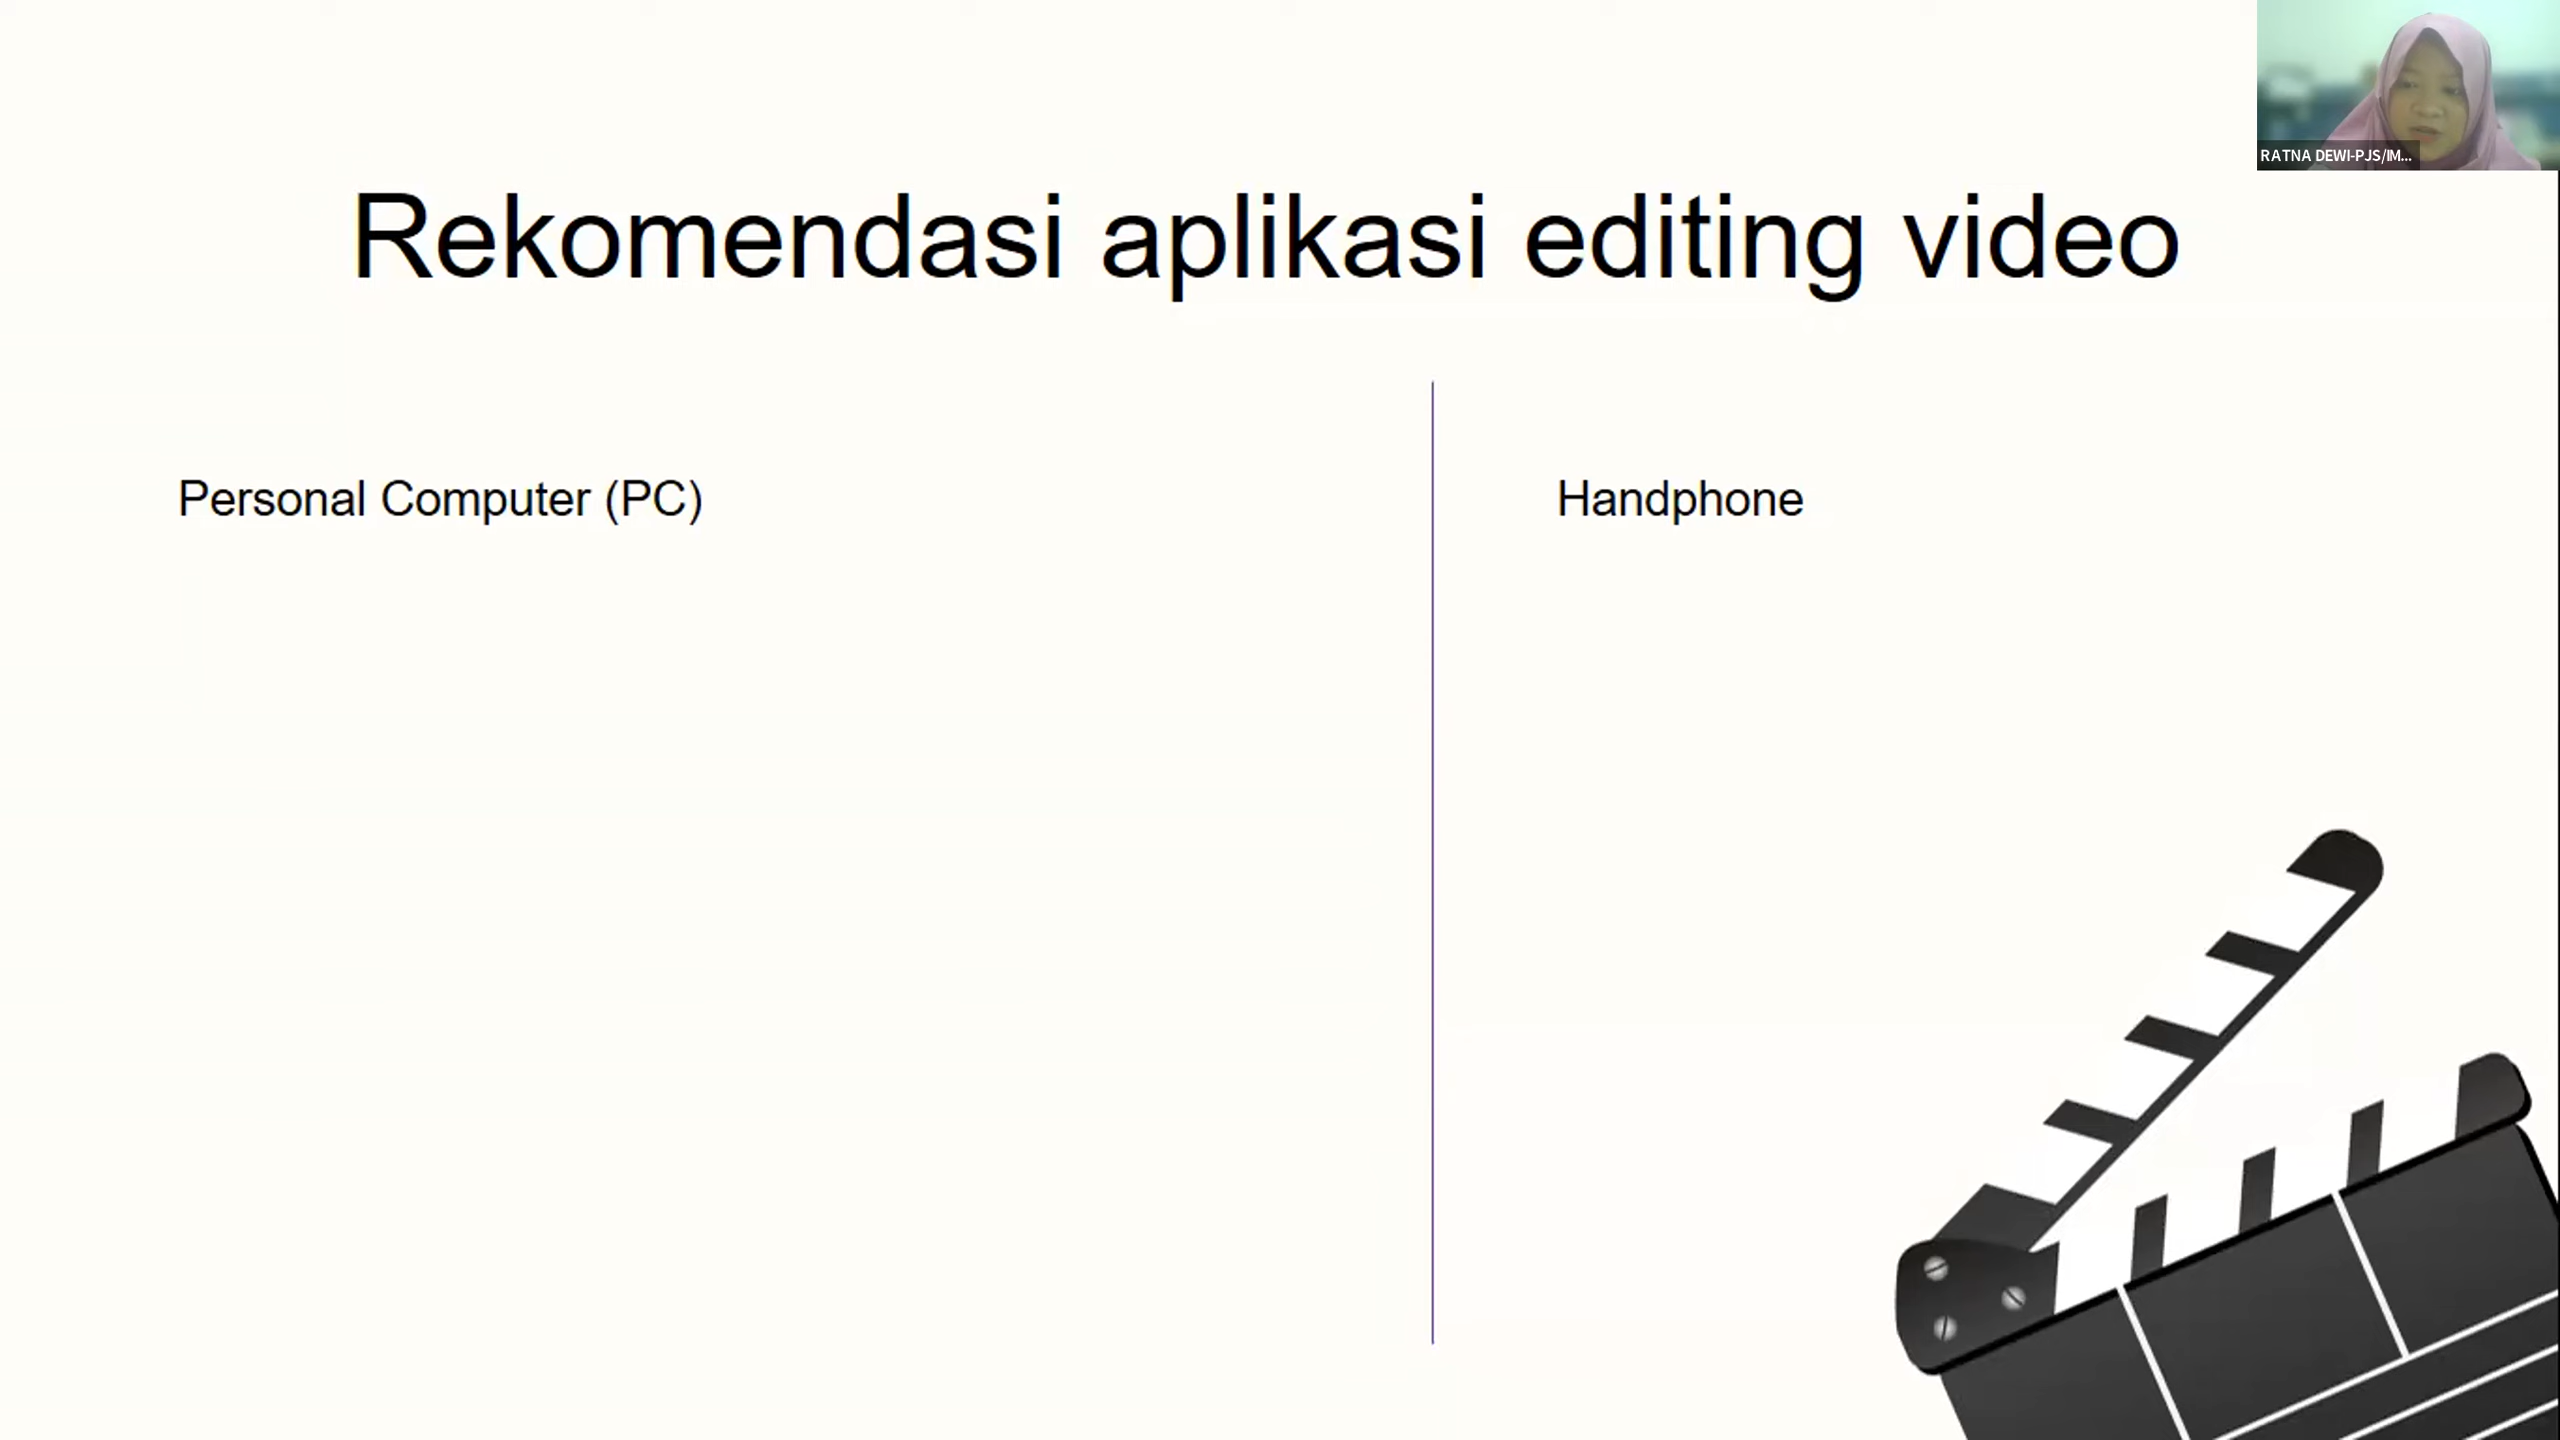 RATNA DEWI-PJS/IM...
Rekomendasi aplikasi editing video
Personal Computer (PC)
Handphone